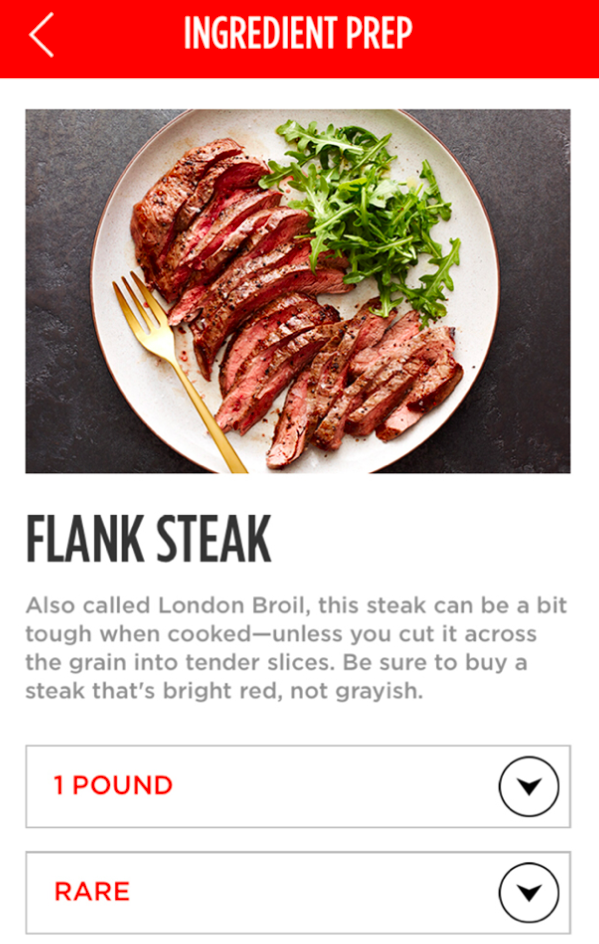 INGREDIENT PREP
FLANK STEAK
Also called London Broil, this steak can be a bit
tough when cooked—unless you cut it across
the grain into tender slices. Be sure to buy a
steak that's bright red, not grayish.
1 POUND
RARE